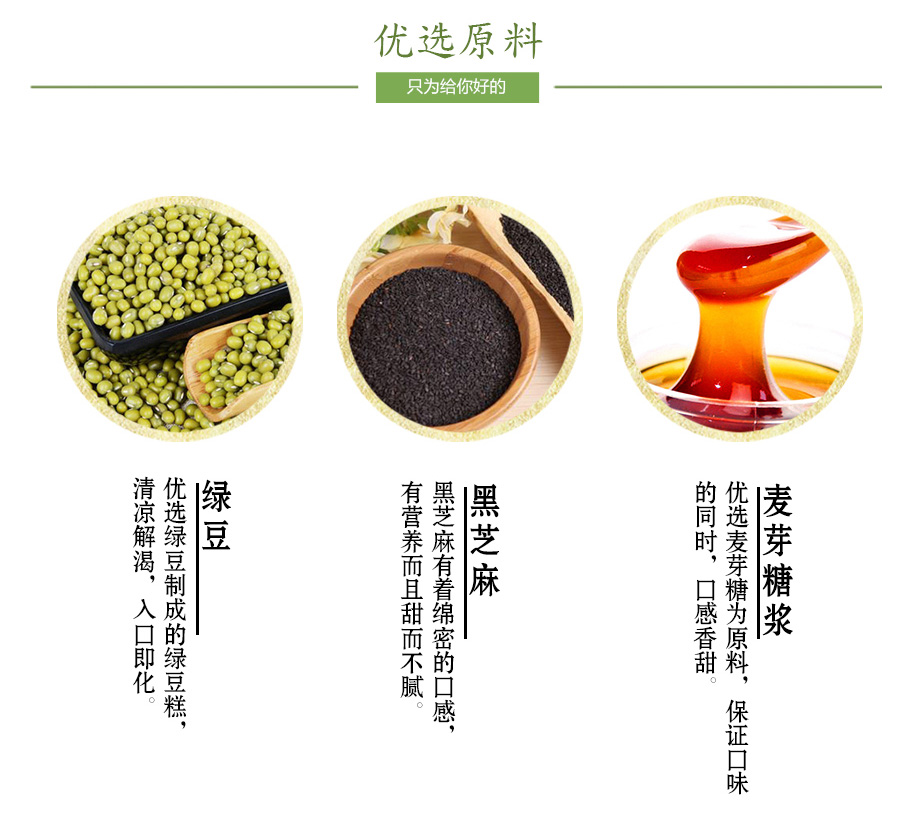 优选原料
只为给你好的
绿豆
优选绿豆制成的绿豆糕，
清凉解渴，入口即化。
黑芝麻
黑芝麻有着绵密的口感，
有营养而且甜而不腻。
麦芽糖浆
优选麦芽糖为原料，保证口味
的同时，口感香甜。